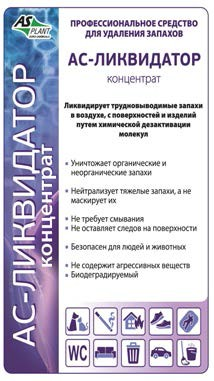 AS
PLANT
ПРОФЕССИОНАЛЬНОЕ СРЕДСТВО
ДЛЯ УДАЛЕНИЯ ЗАПАХОВ
АС-ЛИКВИДАТОР
концентрат
Ликвидирует трудновыводимые запахи
в воздухе, с поверхностей и изделий
путем химической дезактивации
молекул
• Уничтожает органические и
неорганические запахи
• Нейтрализует тяжелые запахи, а не
маскирует их
• Не требует смывания
• Не оставляет следов на поверхности
• Безопасен для людей и животных
• Не содержит агрессивных веществ
• Биодеградируемый
АС-ЛИКВИДАТОР
концентрат
WC